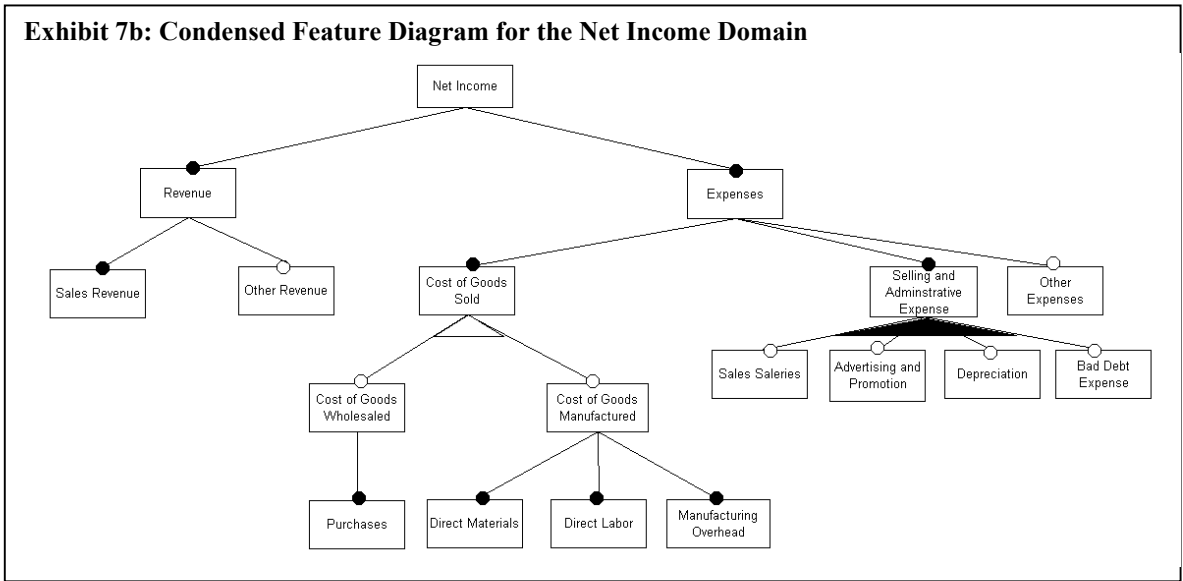 Exhibit 7b: Condensed Feature Diagram for the Net Income Domain
Net Income
Revenue
Expenses
Sales Revenue
Other Revenue
Cost of Goods
Sold
Selling and
Adminstrative
Expense
Other
Expenses
Sales Saleries
Advertising and
Promotion
Depreciation
Bad Debt
Expense
Cost of Goods
Wholesaled
Cost of Goods
Manufactured
Purchases
Direct Materials
Direct Labor
Manufacturing
Overhead